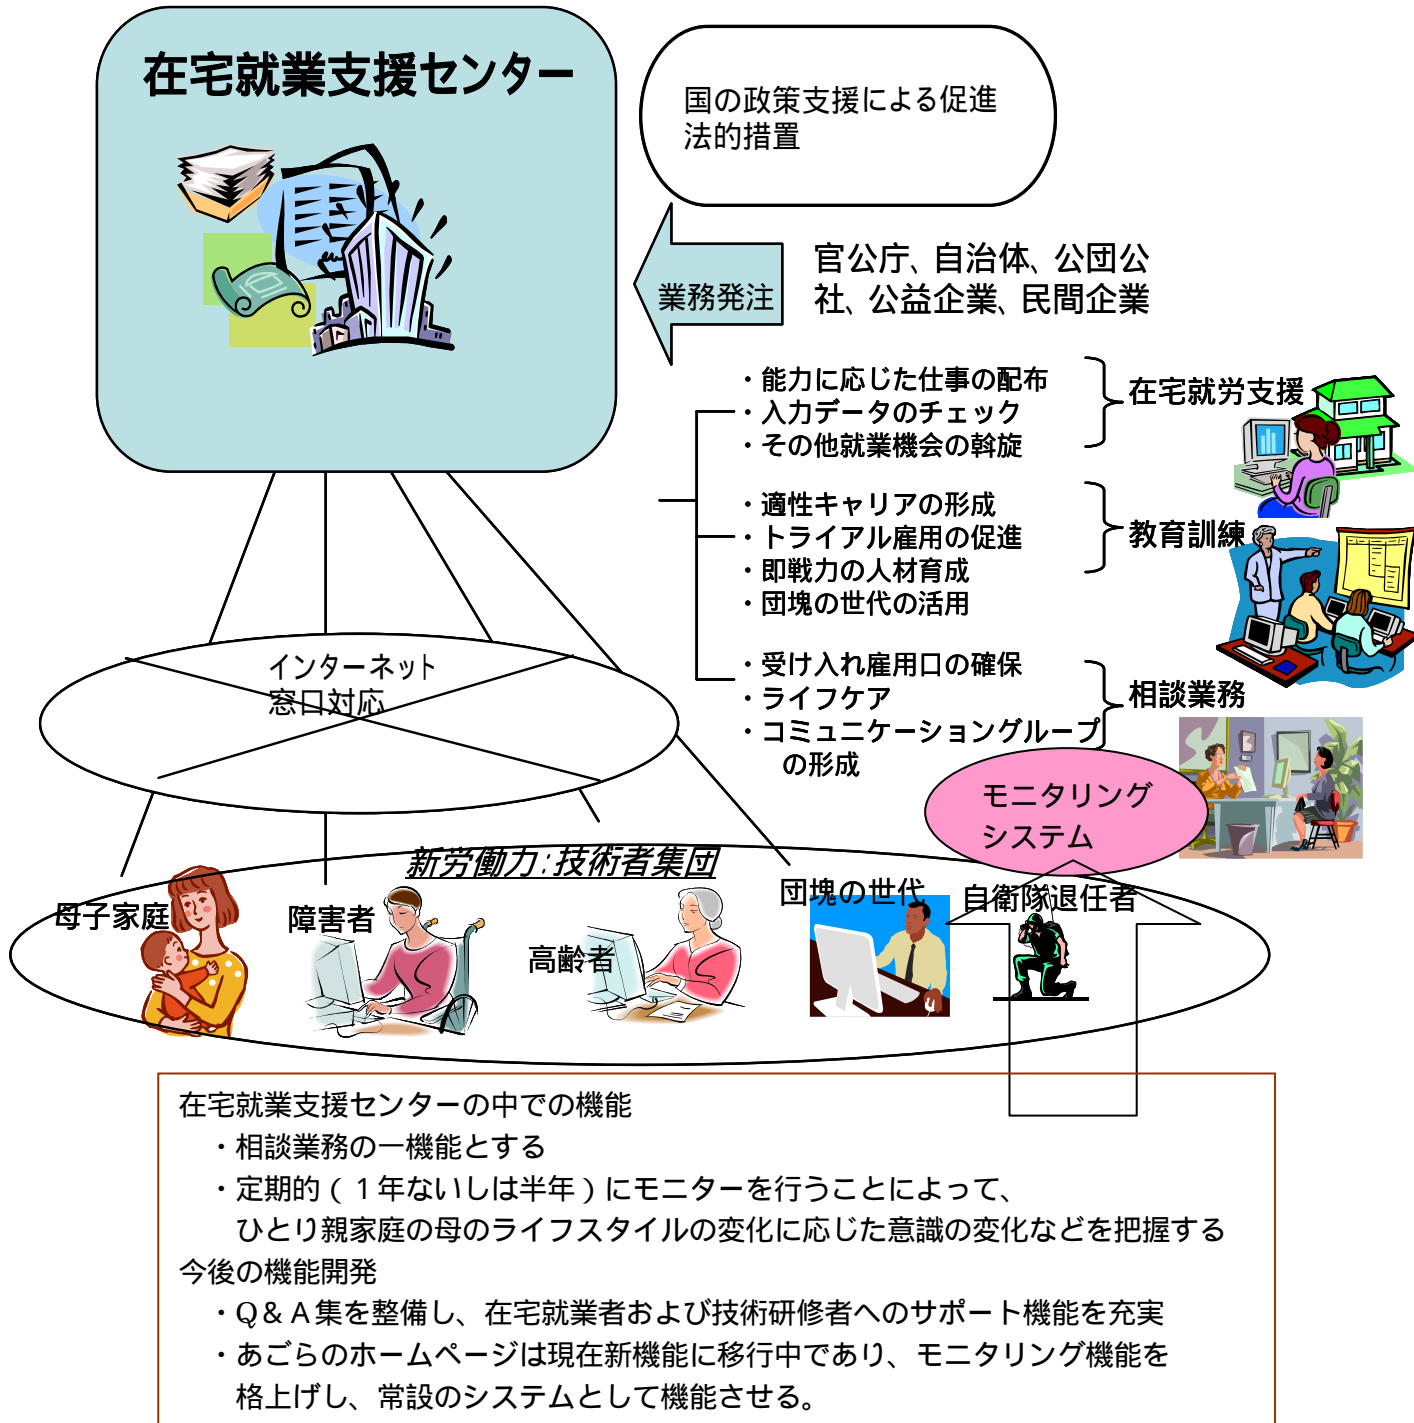 在宅就業支援センター
国の政策支援による促進
法的措置
業務発注
官公庁、自治体、公団公
社、公益企業、民間企業
・能力に応じた仕事の配布
・入力データのチェック
・その他就業機会の斡旋
在宅就労支援
・適性キャリアの形成
・トライアル雇用の促進
・即戦力の人材育成
・団塊の世代の活用
教育訓練
・受け入れ雇用口の確保
・ライフケア
・コミュニケーショングループ
の形成
相談業務
インターネット
窓口対応
モニタリング
システム
新労働力:技術者集団
母子家庭
障害者
高齢者
団塊の世代
自衛隊退任者
在宅就業支援センターの中での機能
・相談業務の一機能とする
・定期的（１年ないしは半年）にモニターを行うことによって、
ひとり親家庭の母のライフスタイルの変化に応じた意識の変化などを把握する
今後の機能開発
・Q＆Ａ集を整備し、在宅就業者および技術研修者へのサポート機能を充実
・あごらのホームページは現在新機能に移行中であり、モニタリング機能を
格上げし、常設のシステムとして機能させる。